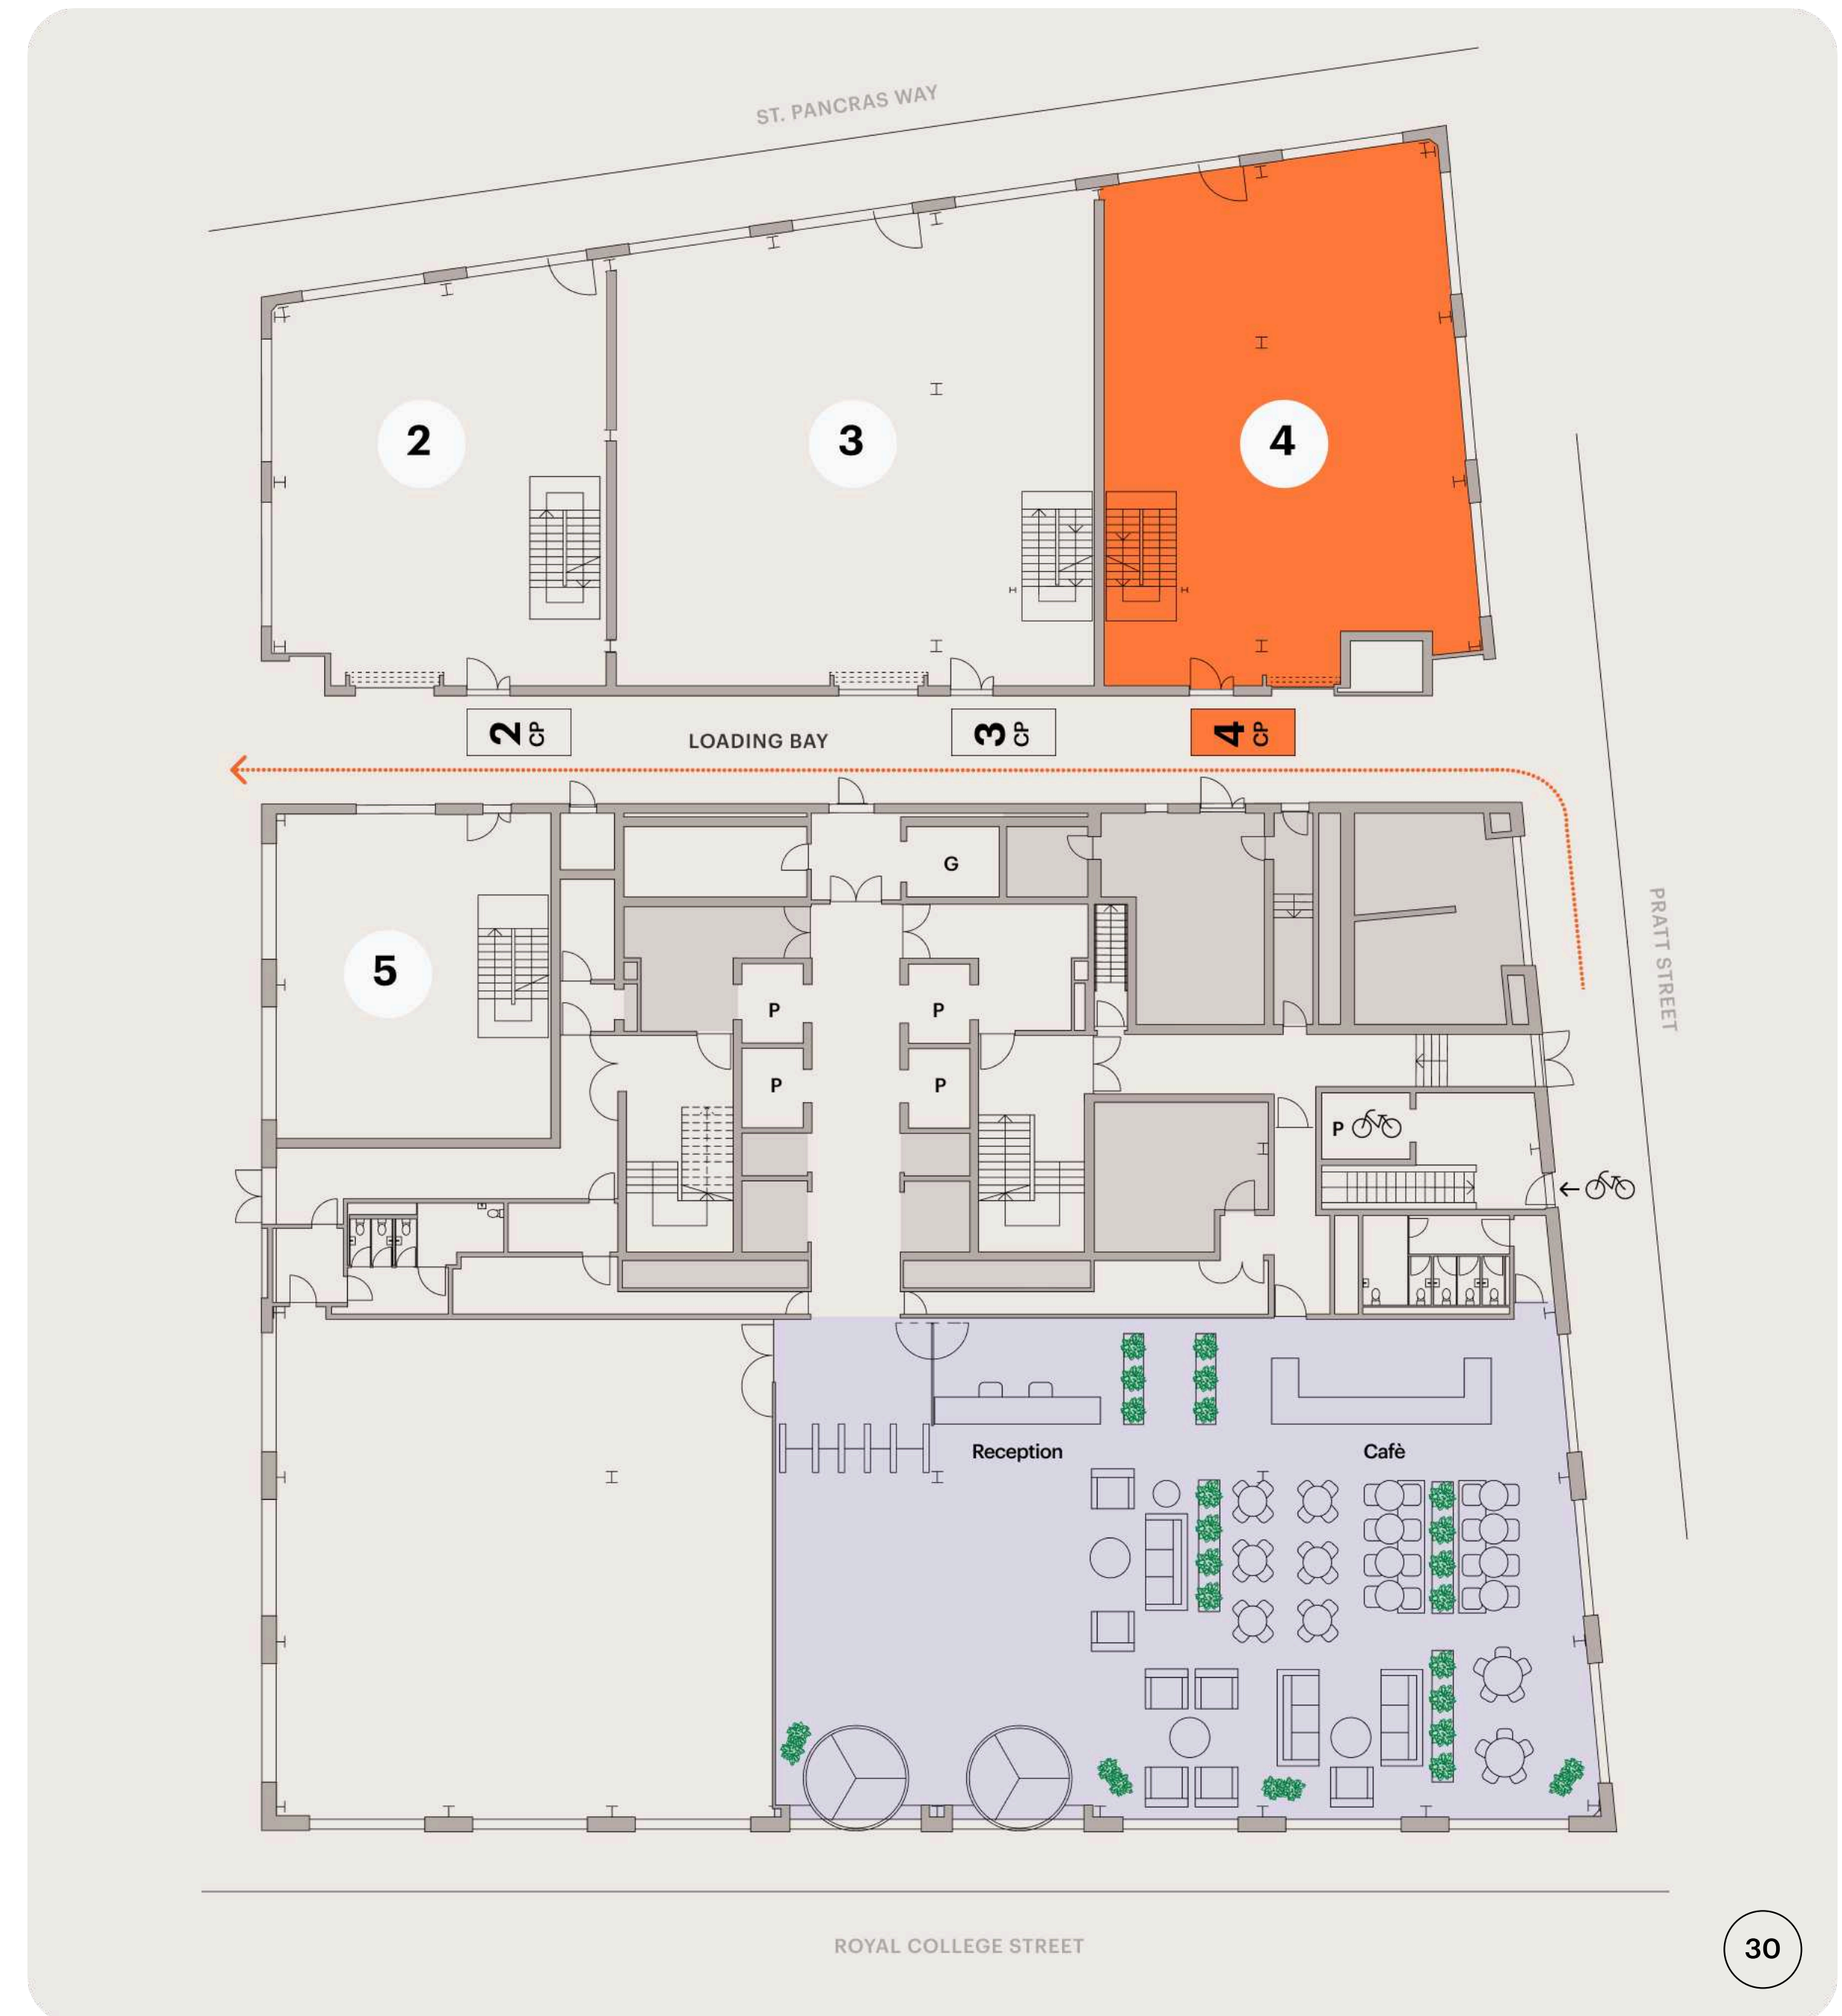 ST. PANCRAS WAY
2
3
4
2 CP
LOADING BAY
3 CP
4 CP
G
5
P
P
P
P
PRATT STREET
P
Reception
Cafè
ROYAL COLLEGE STREET
30